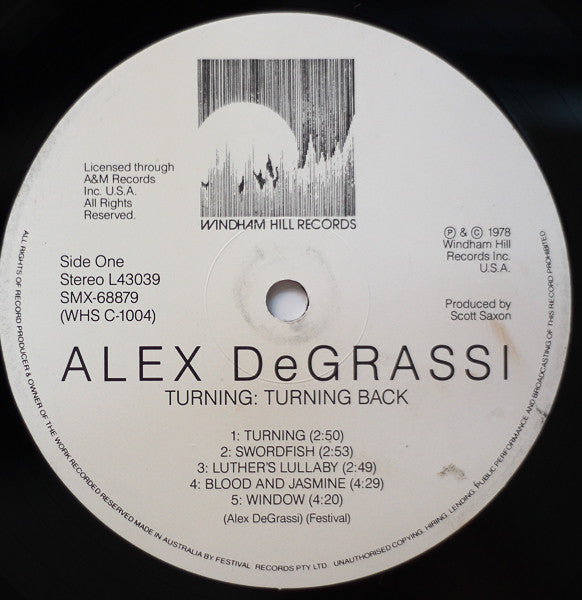 WINDHAM HILL RECORDS
Licensed through
A&M Records
Inc. U.S.A.
All Rights
Reserved.
Ⓟ & © 1978
Windham Hill
Records Inc.
U.S.A.
Side One
Stereo L43039
SMX-68879
(WHS C-1004)
Produced by
Scott Saxon
ALEX DeGRASSI
TURNING: TURNING BACK
1: TURNING (2:50)
2: SWORDFISH (2:53)
3: LUTHER'S LULLABY (2:49)
4: BLOOD AND JASMINE (4:29)
5: WINDOW (4:20)
(Alex DeGrassi) (Festival)
ALL RIGHTS OF RECORD PRODUCER & OWNER OF THE WORK RECORDED RESERVED MADE IN AUSTRALIA BY FESTIVAL RECORDS PTY. LTD. UNAUTHORISED COPYING, HIRING, LENDING, PUBLIC PERFORMANCE AND BROADCASTING OF THIS RECORD PROHIBITED